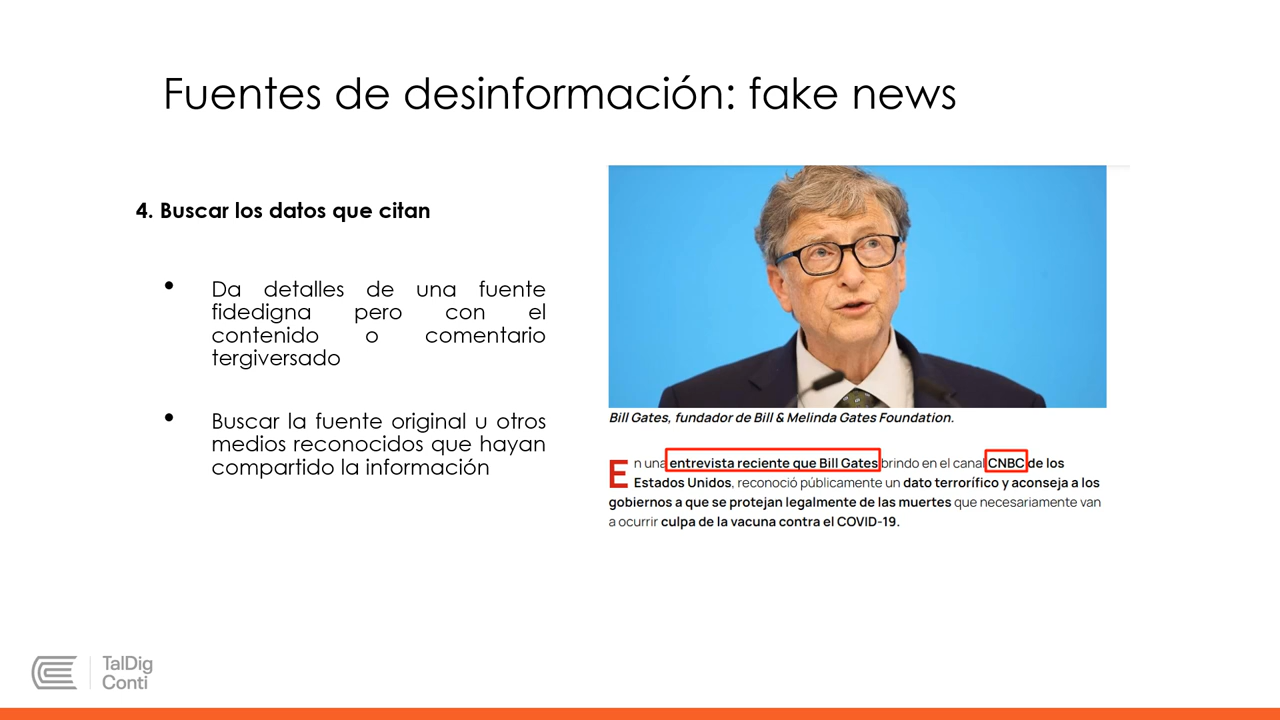 Fuentes de desinformación: fake news
4. Buscar los datos que citan
• Da detalles de una fuente
fidedigna pero con el
contenido o comentario
tergiversado
• Buscar la fuente original u otros
medios reconocidos que hayan
compartido la información
Bill Gates, fundador de Bill & Melinda Gates Foundation.
En una entrevista reciente que Bill Gates brindo en el canal CNBC de los
Estados Unidos, reconoció públicamente un dato terrorífico y aconseja a los
gobiernos a que se protejan legalmente de las muertes que necesariamente van
a ocurrir culpa de la vacuna contra el COVID-19.
TalDig
Conti